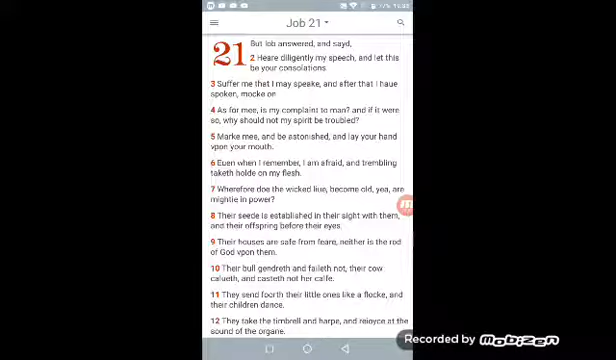 Job 21
21 But Iob answered, and sayd,
2 Heare diligently my speech, and let this
be your consolations.
3 Suffer me that I may speake, and after that I haue
spoken, mocke on
4 As for mee, is my complaint to man? and if it were
so, why should not my spirit be troubled?
5 Marke mee, and be astonished, and lay your hand
vpon your mouth.
6 Euen when I remember, I am afraid, and trembling
taketh holde on my flesh.
7 Wherefore doe the wicked liue, become old, yea, are
mightie in power?
8 Their seede is established in their sight with them,
and their offspring before their eyes.
9 Their houses are safe from feare, neither is the rod
of God vpon them.
10 Their bull gendreth and faileth not, their cow
calueth, and casteth not her calfe.
11 They send foorth their little ones like a flocke, and
their children dance.
12 They take the timbrell and harpe, and reioyce at the
sound of the organe.
Recorded by mobizen